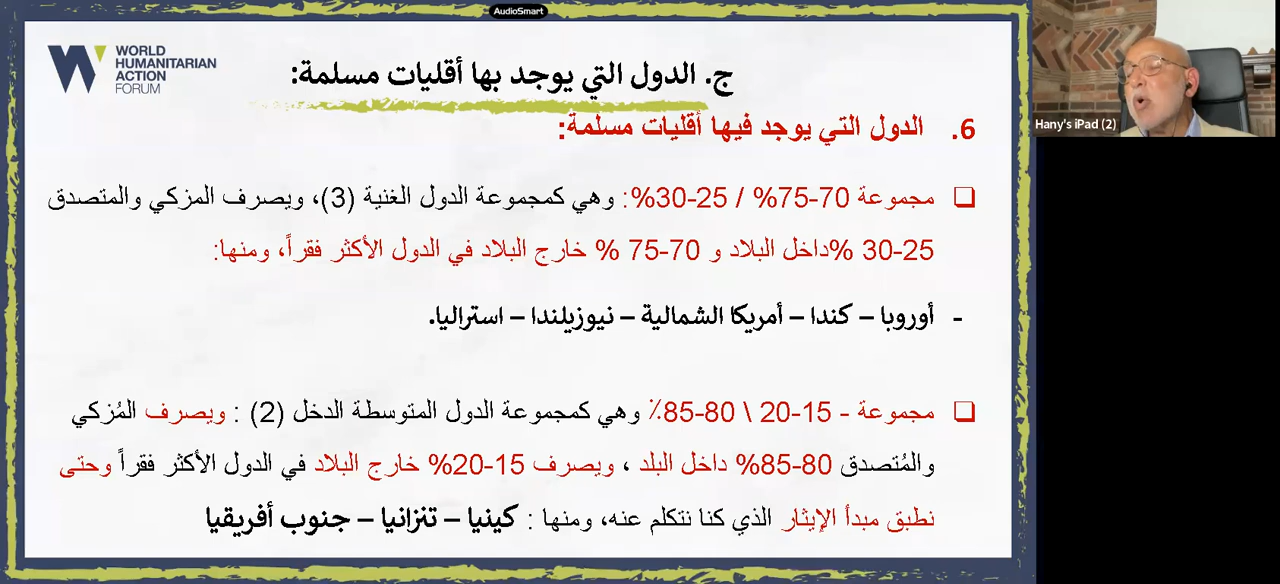 AudioSmart
WORLD
HUMANITARIAN
ACTION
FORUM
ج. الدول التي يوجد بها أقليات مسلمة:
6. الدول التي يوجد فيها أقليات مسلمة:
مجموعة 70-75% / 25-30%: وهي كمجموعة الدول الغنية (3)، ويصرف المزكي والمتصدق
25-30 %داخل البلاد و 70-75 % خارج البلاد في الدول الأكثر فقراً، ومنها:
- أوروبا – كندا – أمريكا الشمالية – نيوزيلندا – استراليا.
مجموعة - 15-20 \ 80-85٪ وهي كمجموعة الدول المتوسطة الدخل (2) : ويصرف المُزكي
والمُتصدق 80-85% داخل البلد ، ويصرف 15-20% خارج البلاد في الدول الأكثر فقراً وحتى
نطبق مبدأ الإيثار الذي كنا نتكلم عنه، ومنها : كينيا – تنزانيا – جنوب أفريقيا
Hany's iPad (2)